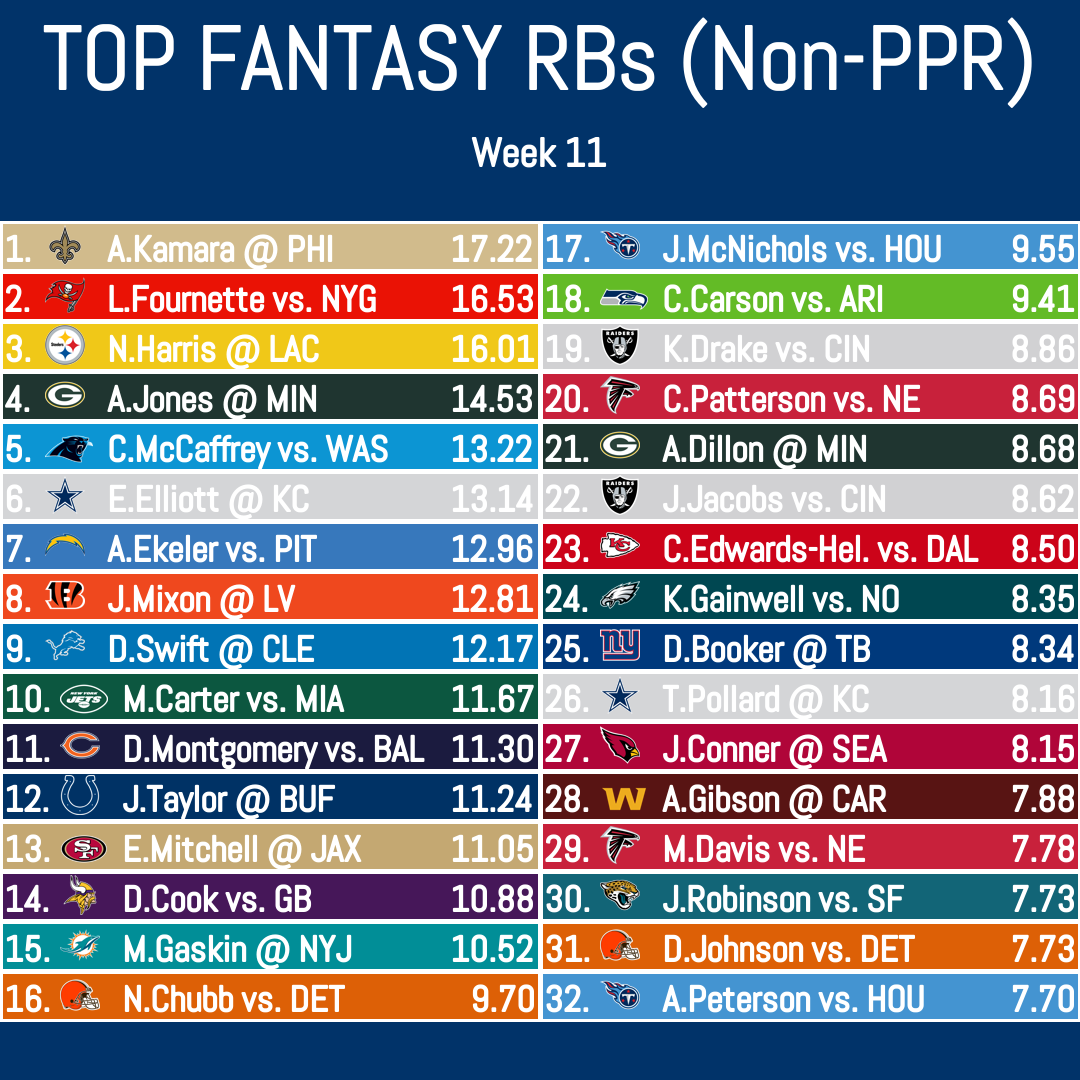 TOP FANTASY RBs (Non-PPR)
Week 11
1. A.Kamara @ PHI 17.22
2. L.Fournette vs. NYG 16.53
3. Steelers N.Harris @ LAC 16.01
4. G A.Jones @ MIN 14.53
5. C.McCaffrey vs. WAS 13.22
6. E.Elliott @ KC 13.14
7. A.Ekeler vs. PIT 12.96
8. J.Mixon @ LV 12.81
9. D.Swift @ CLE 12.17
10. NEW YORK JETS M.Carter vs. MIA 11.67
11. C D.Montgomery vs. BAL 11.30
12. J.Taylor @ BUF 11.24
13. SF E.Mitchell @ JAX 11.05
14. D.Cook vs. GB 10.88
15. M.Gaskin @ NYJ 10.52
16. N.Chubb vs. DET 9.70
17. T J.McNichols vs. HOU 9.55
18. C.Carson vs. ARI 9.41
19. RAIDERS K.Drake vs. CIN 8.86
20. C.Patterson vs. NE 8.69
21. G A.Dillon @ MIN 8.68
22. RAIDERS J.Jacobs vs. CIN 8.62
23. KC C.Edwards-Hel. vs. DAL 8.50
24. K.Gainwell vs. NO 8.35
25. ny D.Booker @ TB 8.34
26. T.Pollard @ KC 8.16
27. J.Conner @ SEA 8.15
28. W A.Gibson @ CAR 7.88
29. M.Davis vs. NE 7.78
30. J.Robinson vs. SF 7.73
31. D.Johnson vs. DET 7.73
32. T A.Peterson vs. HOU 7.70